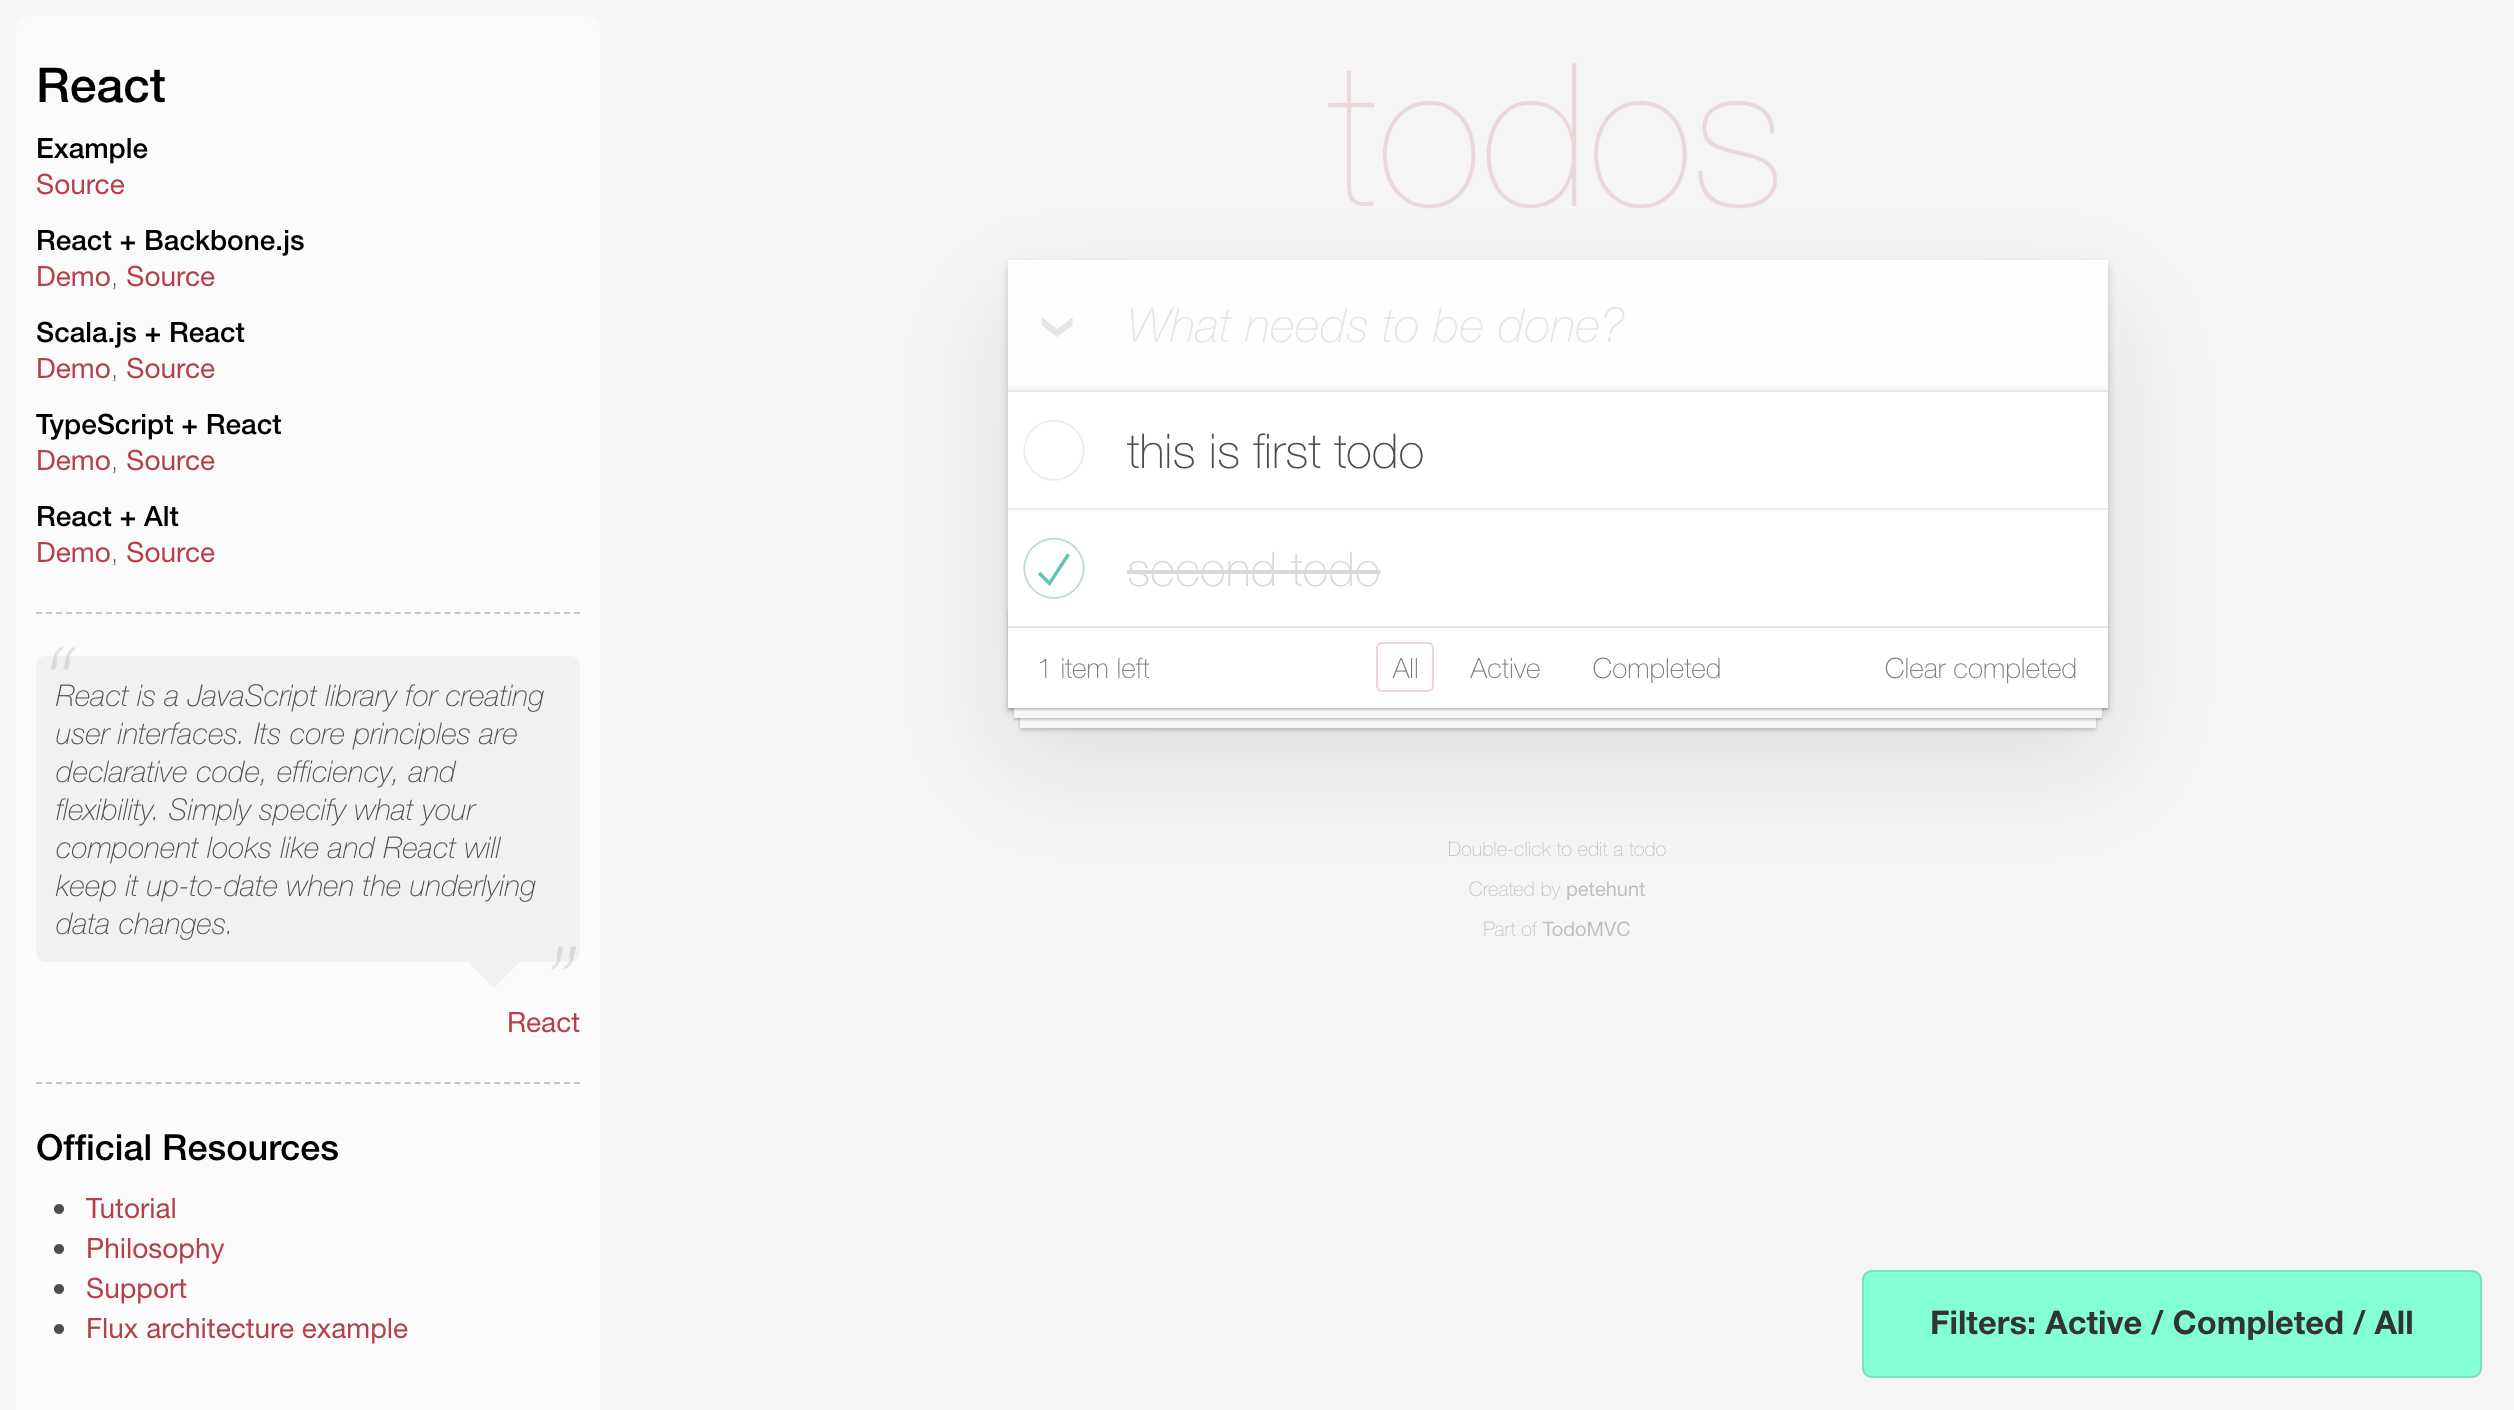 React
Example
Source
React + Backbone.js
Demo, Source
Scala.js + React
Demo, Source
TypeScript + React
Demo, Source
React + Alt
Demo, Source
“
React is a JavaScript library for creating
user interfaces. Its core principles are
declarative code, efficiency, and
flexibility. Simply specify what your
component looks like and React will
keep it up-to-date when the underlying
data changes.
”
React
Official Resources
• Tutorial
• Philosophy
• Support
• Flux architecture example
todos
What needs to be done?
this is first todo
second todo
1 item left All Active Completed Clear completed
Double-click to edit a todo
Created by petehunt
Part of TodoMVC
Filters: Active / Completed / All